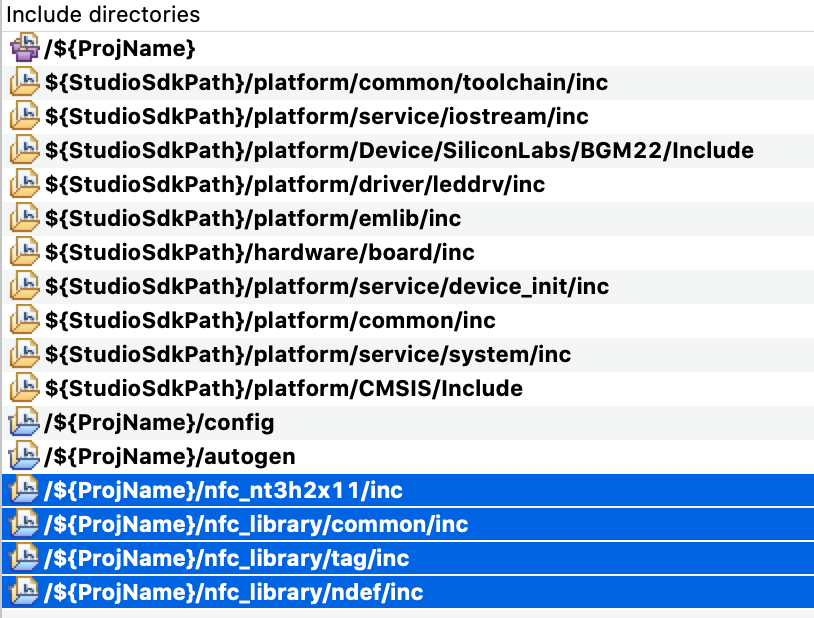 Include directories
/${ProjName}
${StudioSdkPath}/platform/common/toolchain/inc
${StudioSdkPath}/platform/service/iostream/inc
${StudioSdkPath}/platform/Device/SiliconLabs/BGM22/Include
${StudioSdkPath}/platform/driver/leddrv/inc
${StudioSdkPath}/platform/emlib/inc
${StudioSdkPath}/hardware/board/inc
${StudioSdkPath}/platform/service/device_init/inc
${StudioSdkPath}/platform/common/inc
${StudioSdkPath}/platform/service/system/inc
${StudioSdkPath}/platform/CMSIS/Include
/${ProjName}/config
/${ProjName}/autogen
/${ProjName}/nfc_nt3h2x11/inc
/${ProjName}/nfc_library/common/inc
/${ProjName}/nfc_library/tag/inc
/${ProjName}/nfc_library/ndef/inc